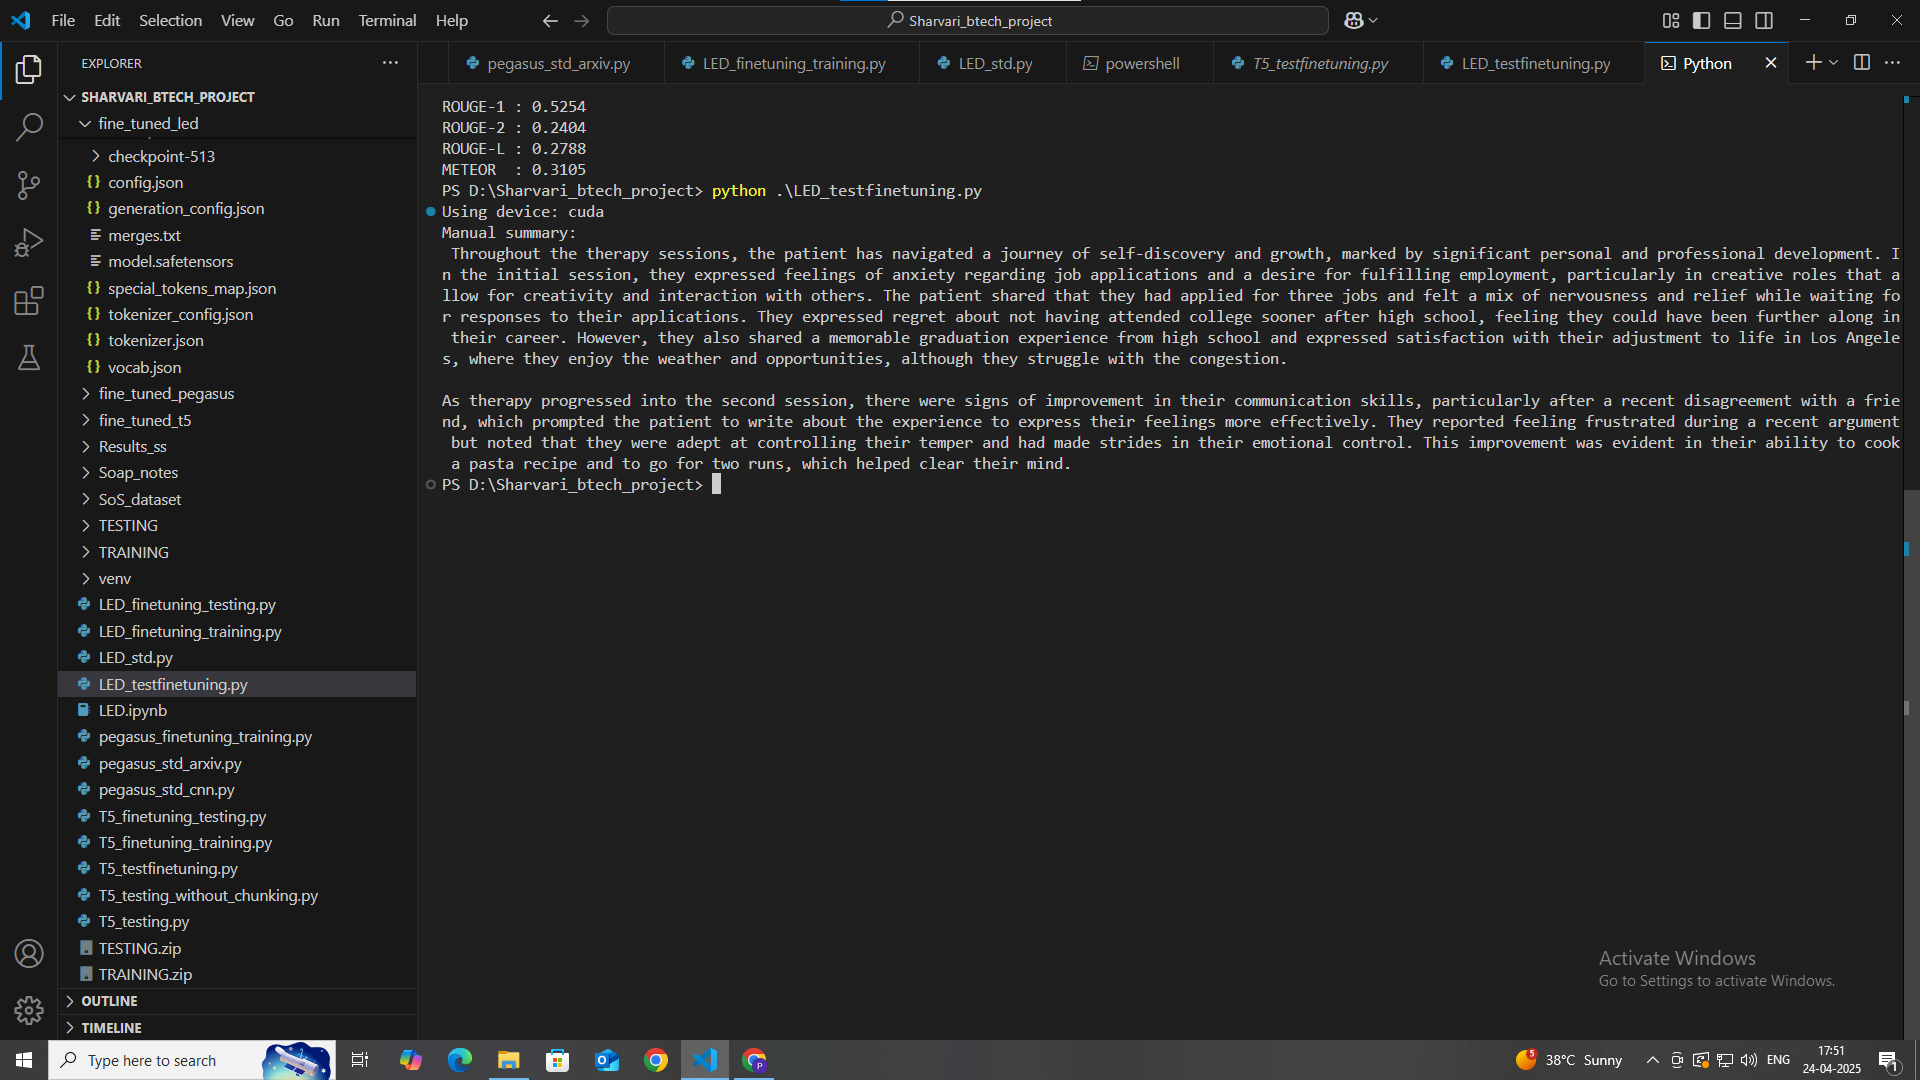 File Edit Selection View Go Run Terminal Help
Sharvari_btech_project
EXPLORER
pegasus_std_arxiv.py
LED_finetuning_training.py
LED_std.py
powershell
T5_testfinetuning.py
LED_testfinetuning.py
Python
SHARVARI_BTECH_PROJECT
fine_tuned_led
checkpoint-513
config.json
generation_config.json
merges.txt
model.safetensors
special_tokens_map.json
tokenizer_config.json
tokenizer.json
vocab.json
fine_tuned_pegasus
fine_tuned_t5
Results_ss
Soap_notes
SoS_dataset
TESTING
TRAINING
venv
LED_finetuning_testing.py
LED_finetuning_training.py
LED_std.py
LED_testfinetuning.py
LED.ipynb
pegasus_finetuning_training.py
pegasus_std_arxiv.py
pegasus_std_cnn.py
T5_finetuning_testing.py
T5_finetuning_training.py
T5_testfinetuning.py
T5_testing_without_chunking.py
T5_testing.py
TESTING.zip
TRAINING.zip
OUTLINE
TIMELINE
ROUGE-1 : 0.5254
ROUGE-2 : 0.2404
ROUGE-L : 0.2788
METEOR  : 0.3105
PS D:\Sharvari_btech_project> python .\LED_testfinetuning.py
Using device: cuda
Manual summary:
Throughout the therapy sessions, the patient has navigated a journey of self-discovery and growth, marked by significant personal and professional development. I
n the initial session, they expressed feelings of anxiety regarding job applications and a desire for fulfilling employment, particularly in creative roles that a
llow for creativity and interaction with others. The patient shared that they had applied for three jobs and felt a mix of nervousness and relief while waiting fo
r responses to their applications. They expressed regret about not having attended college sooner after high school, feeling they could have been further along in
their career. However, they also shared a memorable graduation experience from high school and expressed satisfaction with their adjustment to life in Los Angele
s, where they enjoy the weather and opportunities, although they struggle with the congestion.
As therapy progressed into the second session, there were signs of improvement in their communication skills, particularly after a recent disagreement with a frie
nd, which prompted the patient to write about the experience to express their feelings more effectively. They reported feeling frustrated during a recent argument
but noted that they were adept at controlling their temper and had made strides in their emotional control. This improvement was evident in their ability to cook
a pasta recipe and to go for two runs, which helped clear their mind.
PS D:\Sharvari_btech_project>
Activate Windows
Go to Settings to activate Windows.
Type here to search
5
38°C Sunny
ENG
17:51
24-04-2025
1